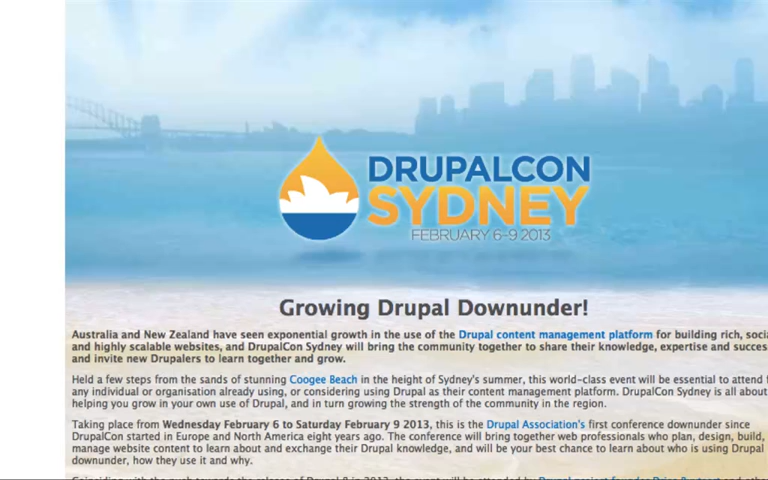 DRUPALCON
SYDNEY
FEBRUARY 6-9 2013
Growing Drupal Downunder!
Australia and New Zealand have seen exponential growth in the use of the Drupal content management platform for building rich,
and highly scalable websites, and DrupalCon Sydney will bring the community together to share their knowledge, expertise and
and invite new Drupalers to learn together and grow.
Held a few steps from the sands of stunning Coogee Beach in the height of Sydney's summer, this world-class event will be essential to attend
any individual or organisation already using, or considering using Drupal as their content management platform. DrupalCon Sydney is all about
helping you grow in your own use of Drupal, and in turn growing the strength of the community in the region.
Taking place from Wednesday February 6 to Saturday February 9 2013, this is the Drupal Association's first conference downunder since
DrupalCon started in Europe and North America eight years ago. The conference will bring together web professionals who plan, design, build,
manage website content to learn about and exchange their Drupal knowledge, and will be your best chance to learn about who is using Drupal
downunder, how they use it and why.